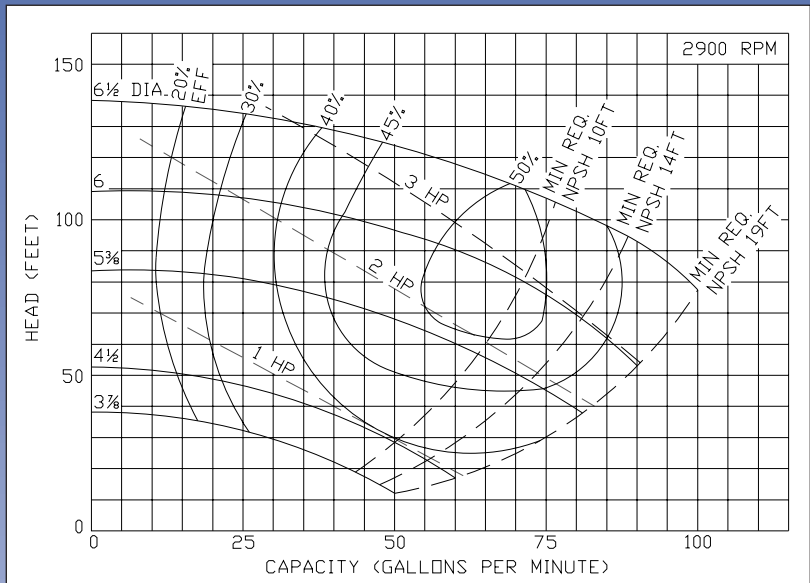 2900 RPM
150
100
50
0
HEAD (FEET)
6½ DIA.
6
5⅜
4½
3⅞
20% EFF
30%
40%
45%
50%
3 HP
2 HP
1 HP
MIN REQ.
NPSH 10FT
MIN REQ.
NPSH 14FT
MIN REQ.
NPSH 19FT
0
25
50
75
100
CAPACITY (GALLONS PER MINUTE)